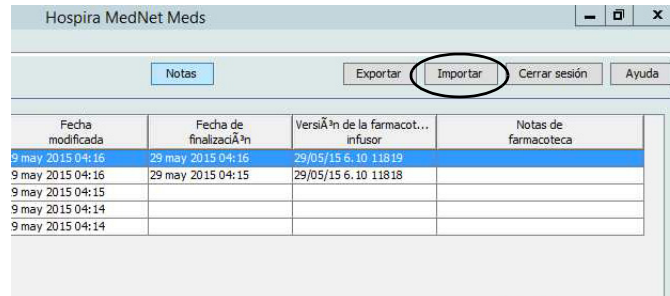 Hospira MedNet Meds
Notas Exportar Importar Cerrar sesión Ayuda
Fecha modificada Fecha de finalizaciÃ³n VersiÃ³n de la farmacot... infusor Notas de farmacoteca
9 may 2015 04:16 29 may 2015 04:16 29/05/15 6.10 11819
9 may 2015 04:16 29 may 2015 04:15 29/05/15 6.10 11818
9 may 2015 04:15
9 may 2015 04:14
9 may 2015 04:14